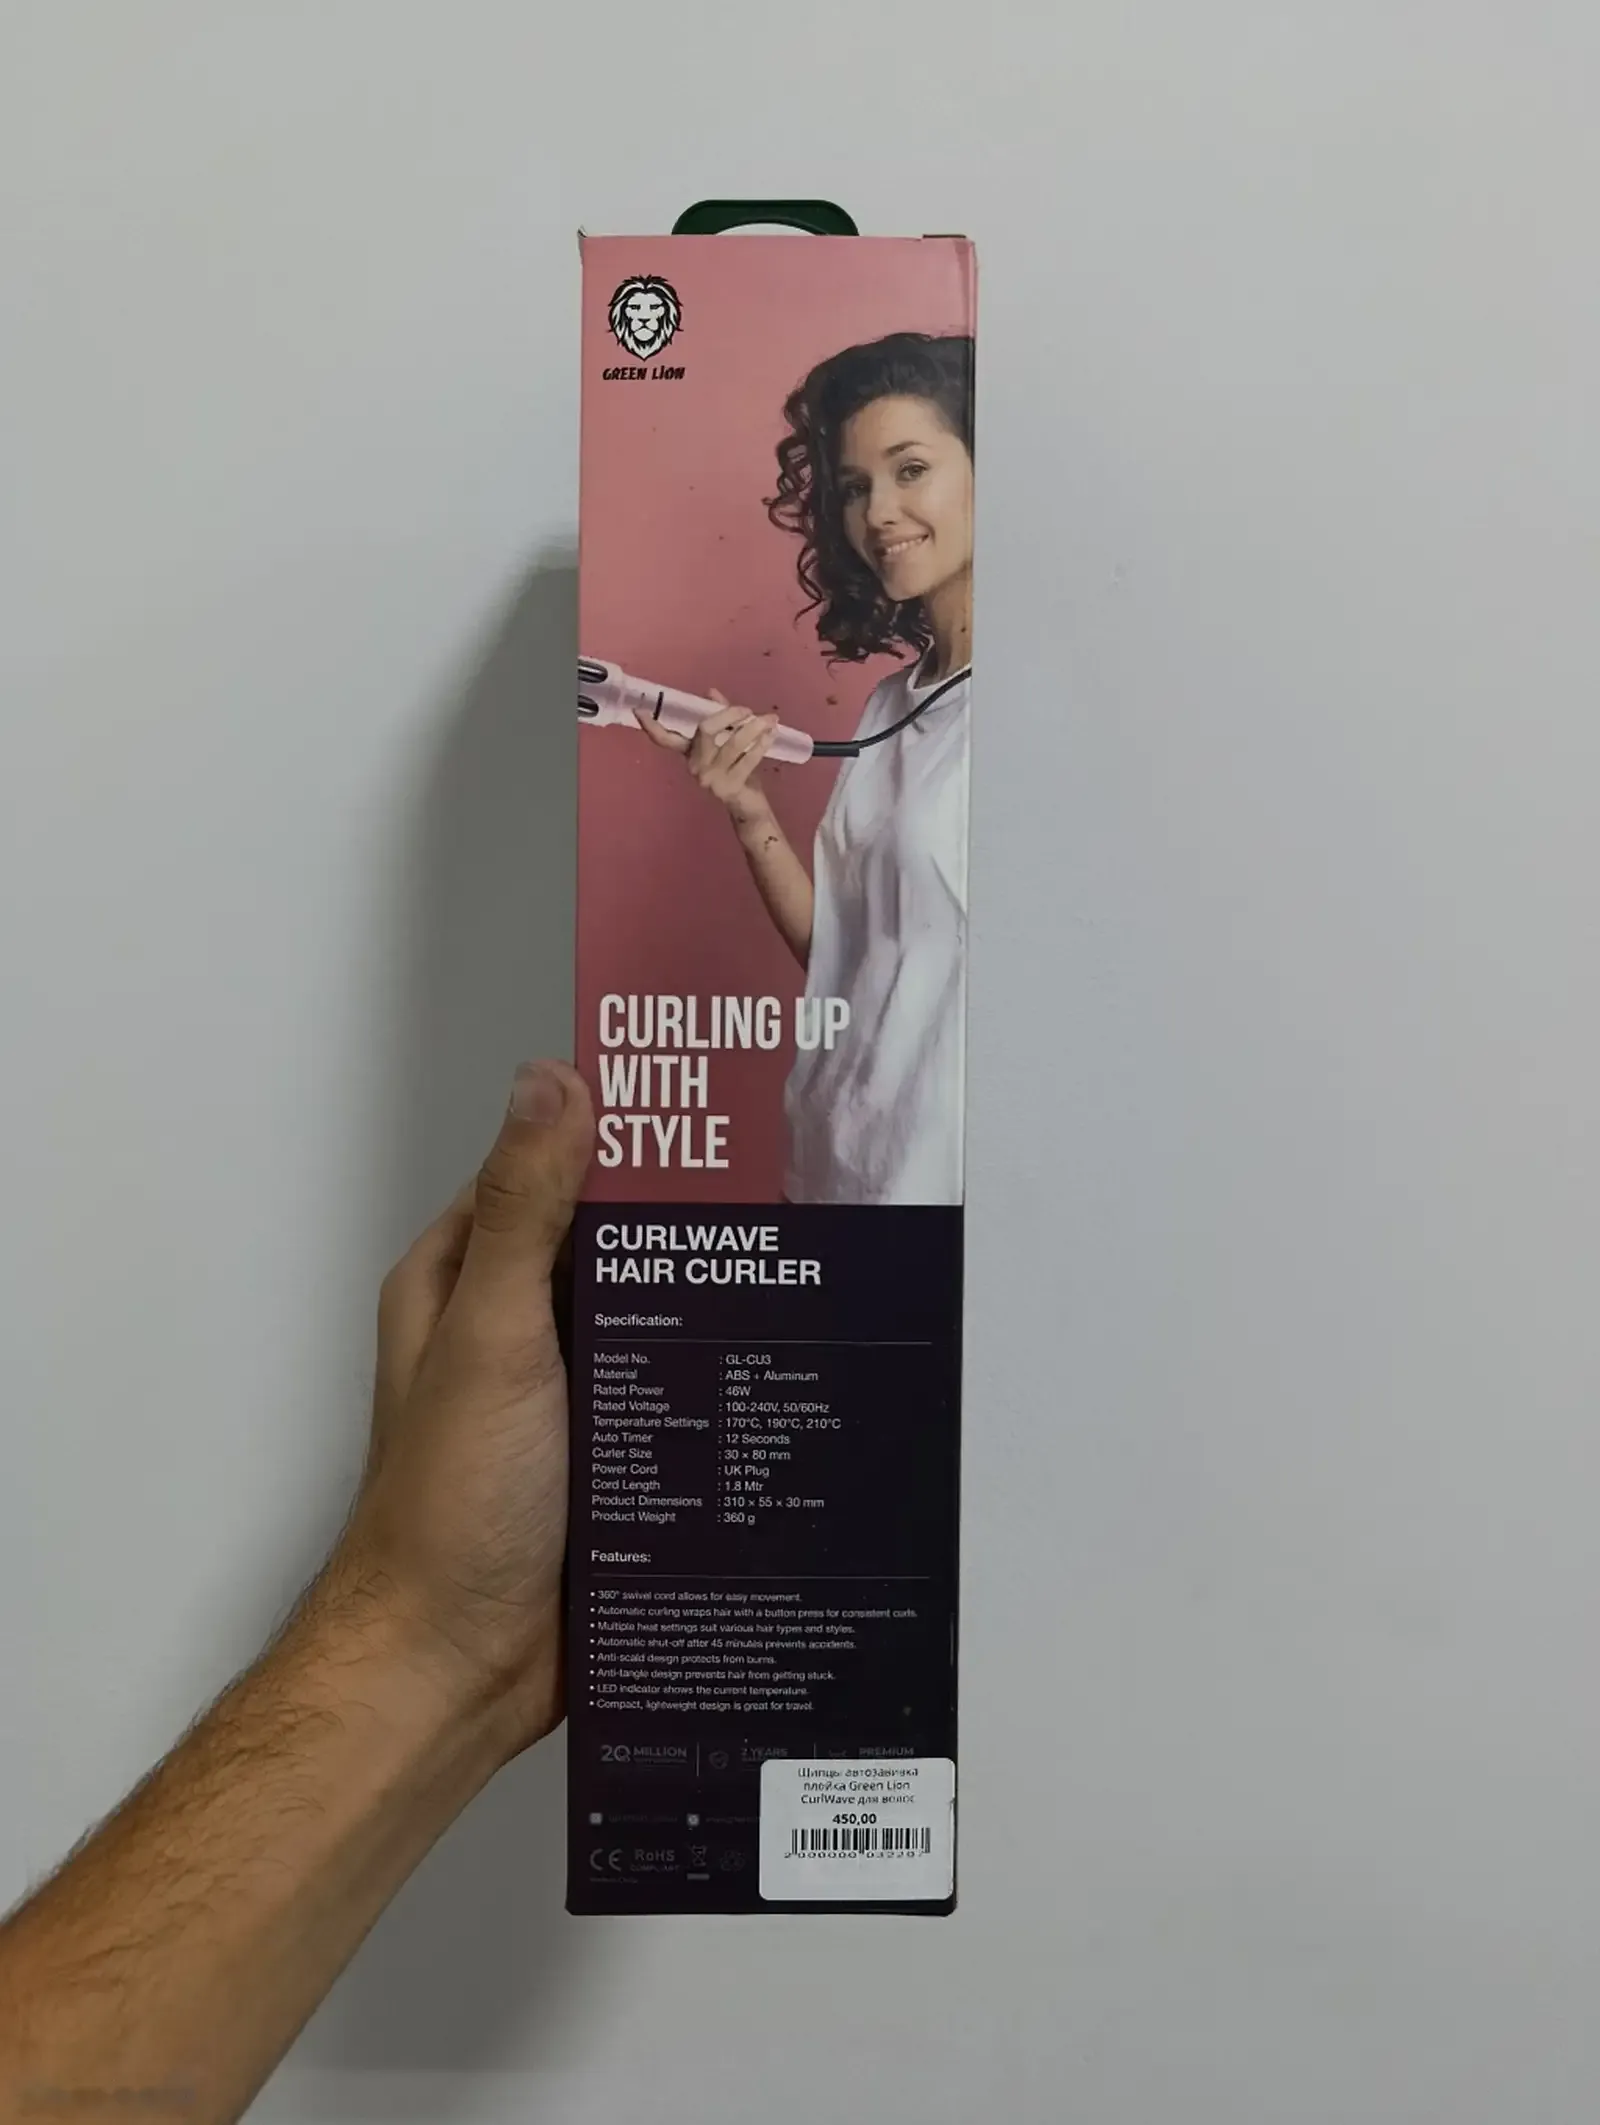 GREEN LION
CURLING UP
WITH
STYLE
CURLWAVE
HAIR CURLER
Specification:
Model No. : GL-CU3
Material : ABS + Aluminum
Rated Power : 46W
Rated Voltage : 100-240V, 50/60Hz
Temperature Settings : 170°C, 190°C, 210°C
Auto Timer : 12 Seconds
Curler Size : 30 × 80 mm
Power Cord : UK Plug
Cord Length : 1.8 Mtr
Product Dimensions : 310 × 55 × 30 mm
Product Weight : 360 g
Features:
• 360° swivel cord allows for easy movement.
• Automatic curling wraps hair with a button press for consistent curls.
• Multiple heat settings suit various hair types and styles.
• Automatic shut-off after 45 minutes prevents accidents.
• Anti-scald design protects from burns.
• Anti-tangle design prevents hair from getting stuck.
• LED indicator shows the current temperature.
• Compact, lightweight design is great for travel.
20 MILLION
2 YEARS
PREMIUM
Щипцы автозавивка
плойка Green Lion
CurlWave для волос
450,00
CE RoHS
COMPLIANT